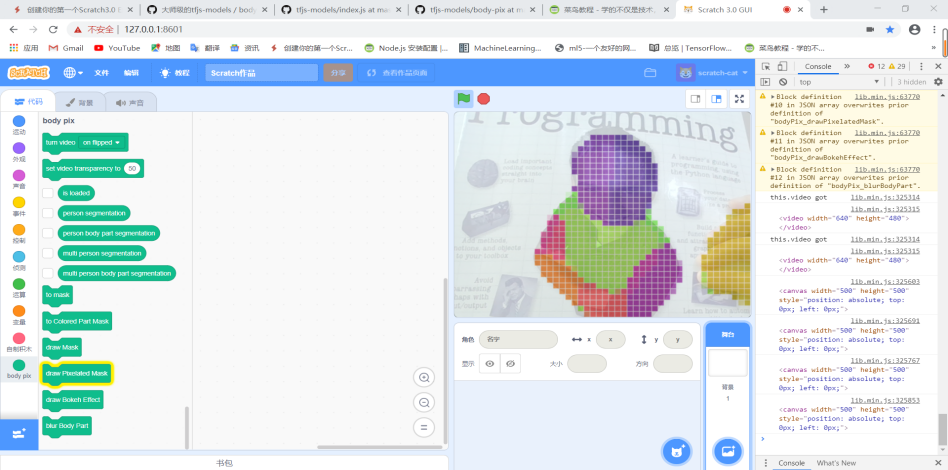 创建你的第一个Scratch3.0 E
大师级的tfjs-models / body
tfjs-models/index.js at ma
tfjs-models/body-pix at m
菜鸟教程 - 学的不仅是技术
Scratch 3.0 GUI
不安全 | 127.0.0.1:8601
应用
Gmail
YouTube
地图
翻译
资讯
创建你的第一个Scr...
Node.js 安装配置|...
MachineLearning...
ml5-一个友好的网...
总览 | TensorFlow...
菜鸟教程 - 学的不...
SCRATCH
文件
编辑
教程
Scratch作品
分享
查看作品页面
scratch-cat
代码
背景
声音
运动
外观
声音
事件
控制
侦测
运算
变量
自制积木
body pix
body pix
turn video on flipped
set video transparency to 50
is loaded
person segmentation
person body part segmentation
multi person segmentation
multi person body part segmentation
to mask
to Colored Part Mask
draw Mask
draw Pixelated Mask
draw Bokeh Effect
blur Body Part
书包
Programming
角色
名字
x
x
y
y
显示
大小
方向
舞台
背景
1
Console
12
29
top
3 hidden
Block definition lib.min.js:63770
#10 in JSON array overwrites prior
definition of
"bodyPix_drawPixelatedMask".
Block definition lib.min.js:63770
#11 in JSON array overwrites prior
definition of
"bodyPix_drawBokehEffect".
Block definition lib.min.js:63770
#12 in JSON array overwrites prior
definition of "bodyPix_blurBodyPart".
this.video got lib.min.js:325314
lib.min.js:325315
<video width="640" height="480">
</video>
this.video got lib.min.js:325314
lib.min.js:325315
<video width="640" height="480">
</video>
lib.min.js:325603
<canvas width="500" height="500"
style="position: absolute; top:
0px; left: 0px;">
lib.min.js:325691
<canvas width="500" height="500"
style="position: absolute; top:
0px; left: 0px;">
lib.min.js:325767
<canvas width="500" height="500"
style="position: absolute; top:
0px; left: 0px;">
lib.min.js:325853
<canvas width="500" height="500"
style="position: absolute; top:
0px; left: 0px;">
Console
What's New